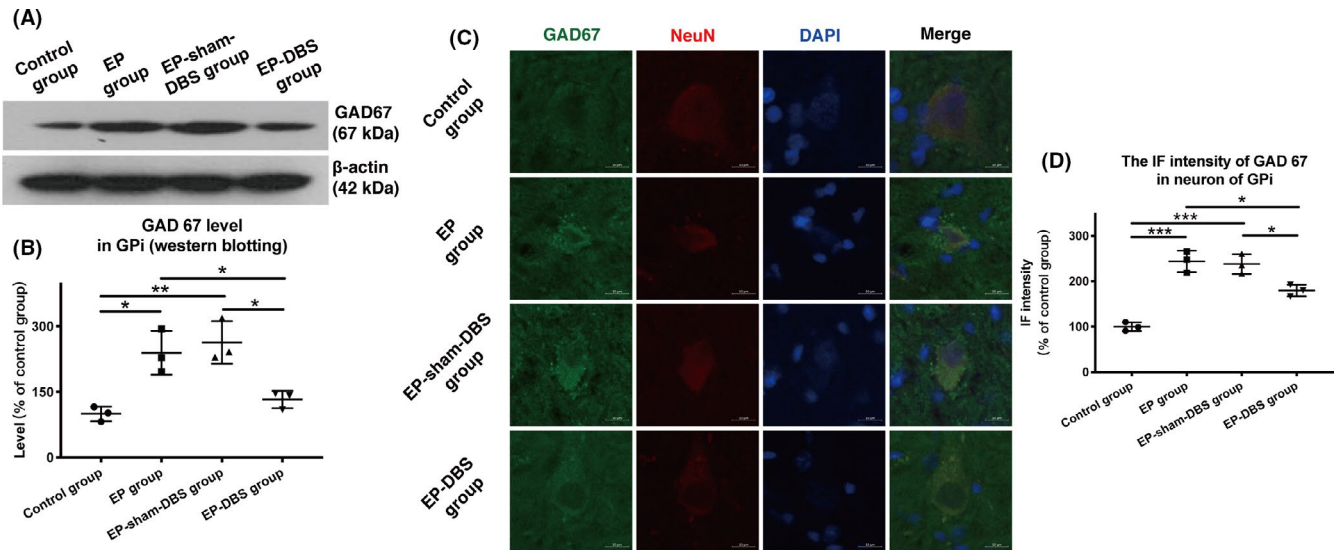 (A)
Control
group
EP
group
EP-sham-
DBS group
EP-DBS
group
GAD67
(67 kDa)
β-actin
(42 kDa)
(B)
GAD 67 level
in GPi (western blotting)
Level (% of control group)
300
150
0
*
**
*
*
Control group
EP group
EP-sham-DBS group
EP-DBS group
(C)
GAD67
NeuN
DAPI
Merge
Control
group
EP
group
EP-sham-DBS
group
EP-DBS
group
(D)
The IF intensity of GAD 67
in neuron of GPi
IF intensity
(% of control group)
300
200
100
0
*
***
***
*
Control group
EP group
EP-sham-DBS group
EP-DBS group